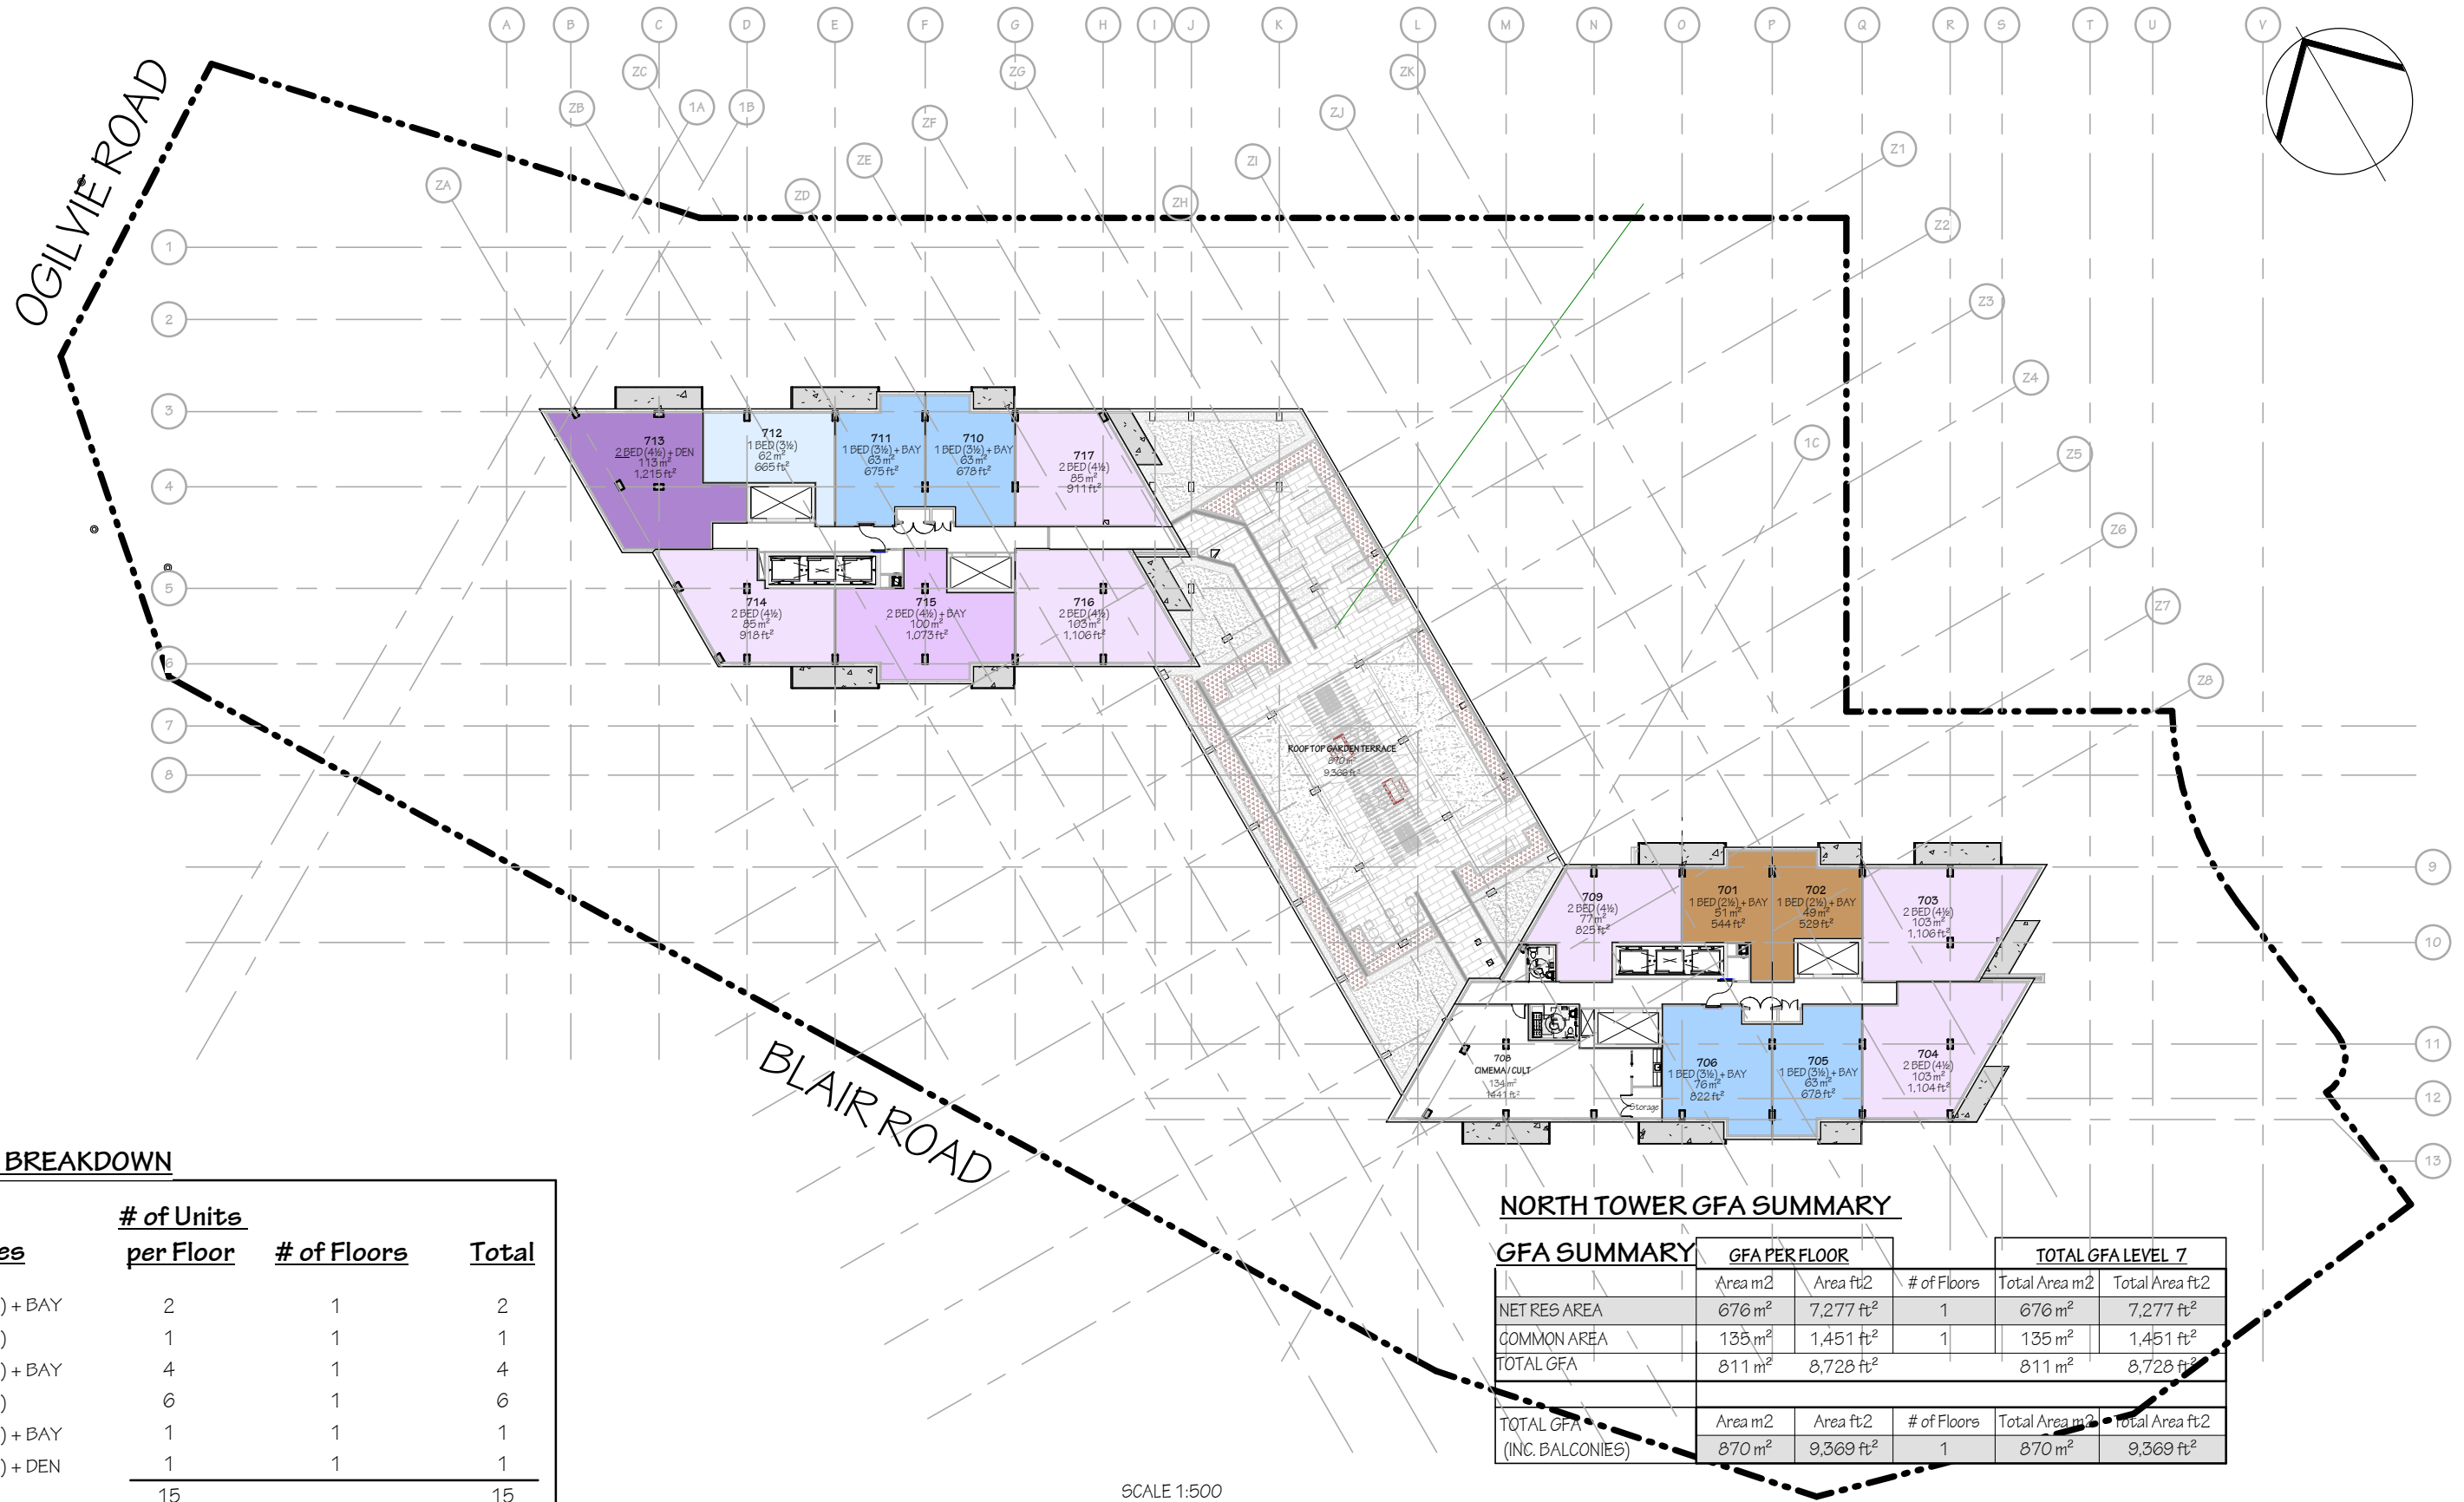 A
B
C
D
E
F
G
H
I
J
K
L
M
N
O
P
Q
R
S
T
U
V
ZC
ZG
ZK
ZB
1A
1B
ZF
ZJ
ZE
ZI
Z1
ZA
ZD
ZH
Z2
Z3
Z4
1C
Z5
Z6
Z7
Z8
OGILVIE ROAD
1
2
3
4
5
6
7
8
9
10
11
12
13
713
2 BED (4½) + DEN
113 m²
1,215 ft²
712
1 BED (3½)
62 m²
665 ft²
711
1 BED (3½) + BAY
63 m²
675 ft²
710
1 BED (3½) + BAY
63 m²
678 ft²
717
2 BED (4½)
85 m²
911 ft²
714
2 BED (4½)
85 m²
918 ft²
715
2 BED (4½) + BAY
100 m²
1,073 ft²
716
2 BED (4½)
103 m²
1,106 ft²
ROOF TOP GARDEN TERRACE
870 m²
9,366 ft²
709
2 BED (4½)
77 m²
825 ft²
701
1 BED (2½) + BAY
51 m²
544 ft²
702
1 BED (2½) + BAY
49 m²
529 ft²
703
2 BED (4½)
103 m²
1,106 ft²
708
CIMEMA / CULT
134 m²
1441 ft²
Storage
706
1 BED (3½) + BAY
76 m²
822 ft²
705
1 BED (3½) + BAY
63 m²
678 ft²
704
2 BED (4½)
103 m²
1,104 ft²
BLAIR ROAD
BREAKDOWN
# of Units
es per Floor # of Floors Total
) + BAY 2 1 2
) 1 1 1
) + BAY 4 1 4
) 6 1 6
) + BAY 1 1 1
) + DEN 1 1 1
15 15
SCALE 1:500
NORTH TOWER GFA SUMMARY
GFA SUMMARY GFA PER FLOOR TOTAL GFA LEVEL 7
Area m2 Area ft2 # of Floors Total Area m2 Total Area ft2
NET RES AREA 676 m² 7,277 ft² 1 676 m² 7,277 ft²
COMMON AREA 135 m² 1,451 ft² 1 135 m² 1,451 ft²
TOTAL GFA 811 m² 8,728 ft² 811 m² 8,728 ft²
TOTAL GFA Area m2 Area ft2 # of Floors Total Area m2 Total Area ft2
(INC. BALCONIES) 870 m² 9,369 ft² 1 870 m² 9,369 ft²